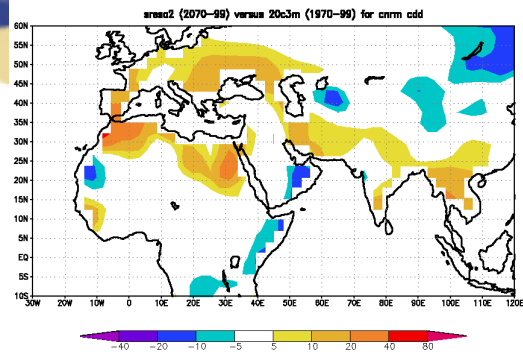 sresa2 (2070-99) versus 20c3m (1970-99) for cnrm cdd
60N
55N
50N
45N
40N
35N
30N
25N
20N
15N
10N
5N
EQ
5S
10S
30W 20W 10W 0 10E 20E 30E 40E 50E 60E 70E 80E 90E 100E 110E 120E
-40 -20 -10 -5 5 10 20 40 80